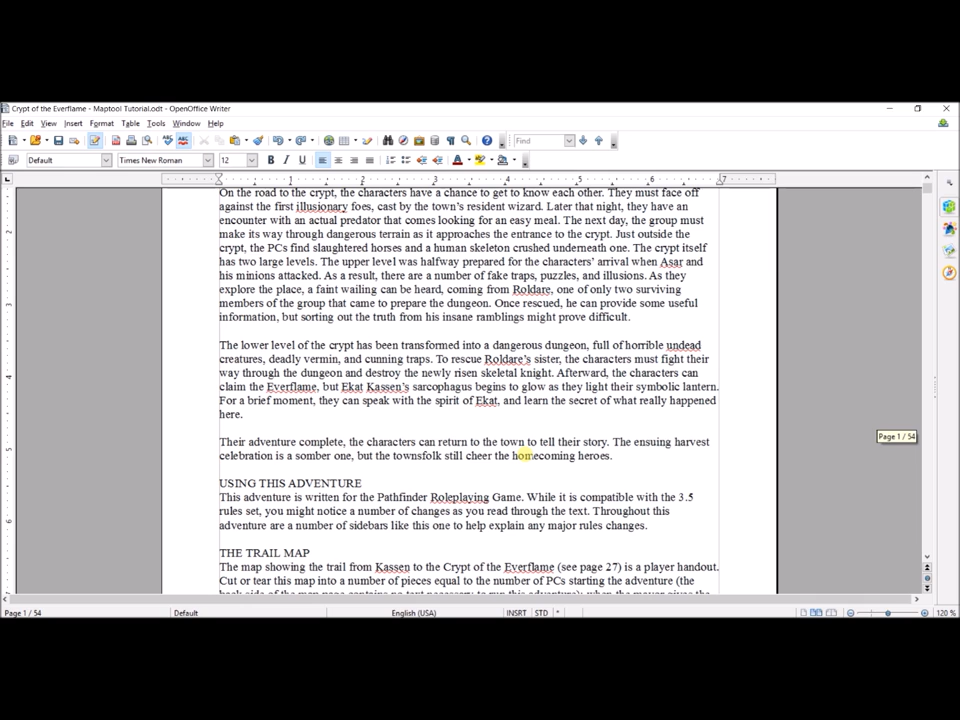 Crypt of the Everflame - Maptool Tutorial.odt - OpenOffice Writer
File Edit View Insert Format Table Tools Window Help
Find
Default Times New Roman 12 B I U
1 2 3 4 5 6 7
On the road to the crypt, the characters have a chance to get to know each other. They must face off
against the first illusionary foes, cast by the town's resident wizard. Later that night, they have an
encounter with an actual predator that comes looking for an easy meal. The next day, the group must
make its way through dangerous terrain as it approaches the entrance to the crypt. Just outside the
crypt, the PCs find slaughtered horses and a human skeleton crushed underneath one. The crypt itself
has two large levels. The upper level was halfway prepared for the characters' arrival when Asar and
his minions attacked. As a result, there are a number of fake traps, puzzles, and illusions. As they
explore the place, a faint wailing can be heard, coming from Roldare, one of only two surviving
members of the group that came to prepare the dungeon. Once rescued, he can provide some useful
information, but sorting out the truth from his insane ramblings might prove difficult.
The lower level of the crypt has been transformed into a dangerous dungeon, full of horrible undead
creatures, deadly vermin, and cunning traps. To rescue Roldare's sister, the characters must fight their
way through the dungeon and destroy the newly risen skeletal knight. Afterward, the characters can
claim the Everflame, but Ekat Kassen's sarcophagus begins to glow as they light their symbolic lantern.
For a brief moment, they can speak with the spirit of Ekat, and learn the secret of what really happened
here.
Page 1 / 54
Their adventure complete, the characters can return to the town to tell their story. The ensuing harvest
celebration is a somber one, but the townsfolk still cheer the homecoming heroes.
USING THIS ADVENTURE
This adventure is written for the Pathfinder Roleplaying Game. While it is compatible with the 3.5
rules set, you might notice a number of changes as you read through the text. Throughout this
adventure are a number of sidebars like this one to help explain any major rules changes.
THE TRAIL MAP
The map showing the trail from Kassen to the Crypt of the Everflame (see page 27) is a player handout.
Cut or tear this map into a number of pieces equal to the number of PCs starting the adventure (the
Page 1 / 54 Default English (USA) INSRT STD * 120 %